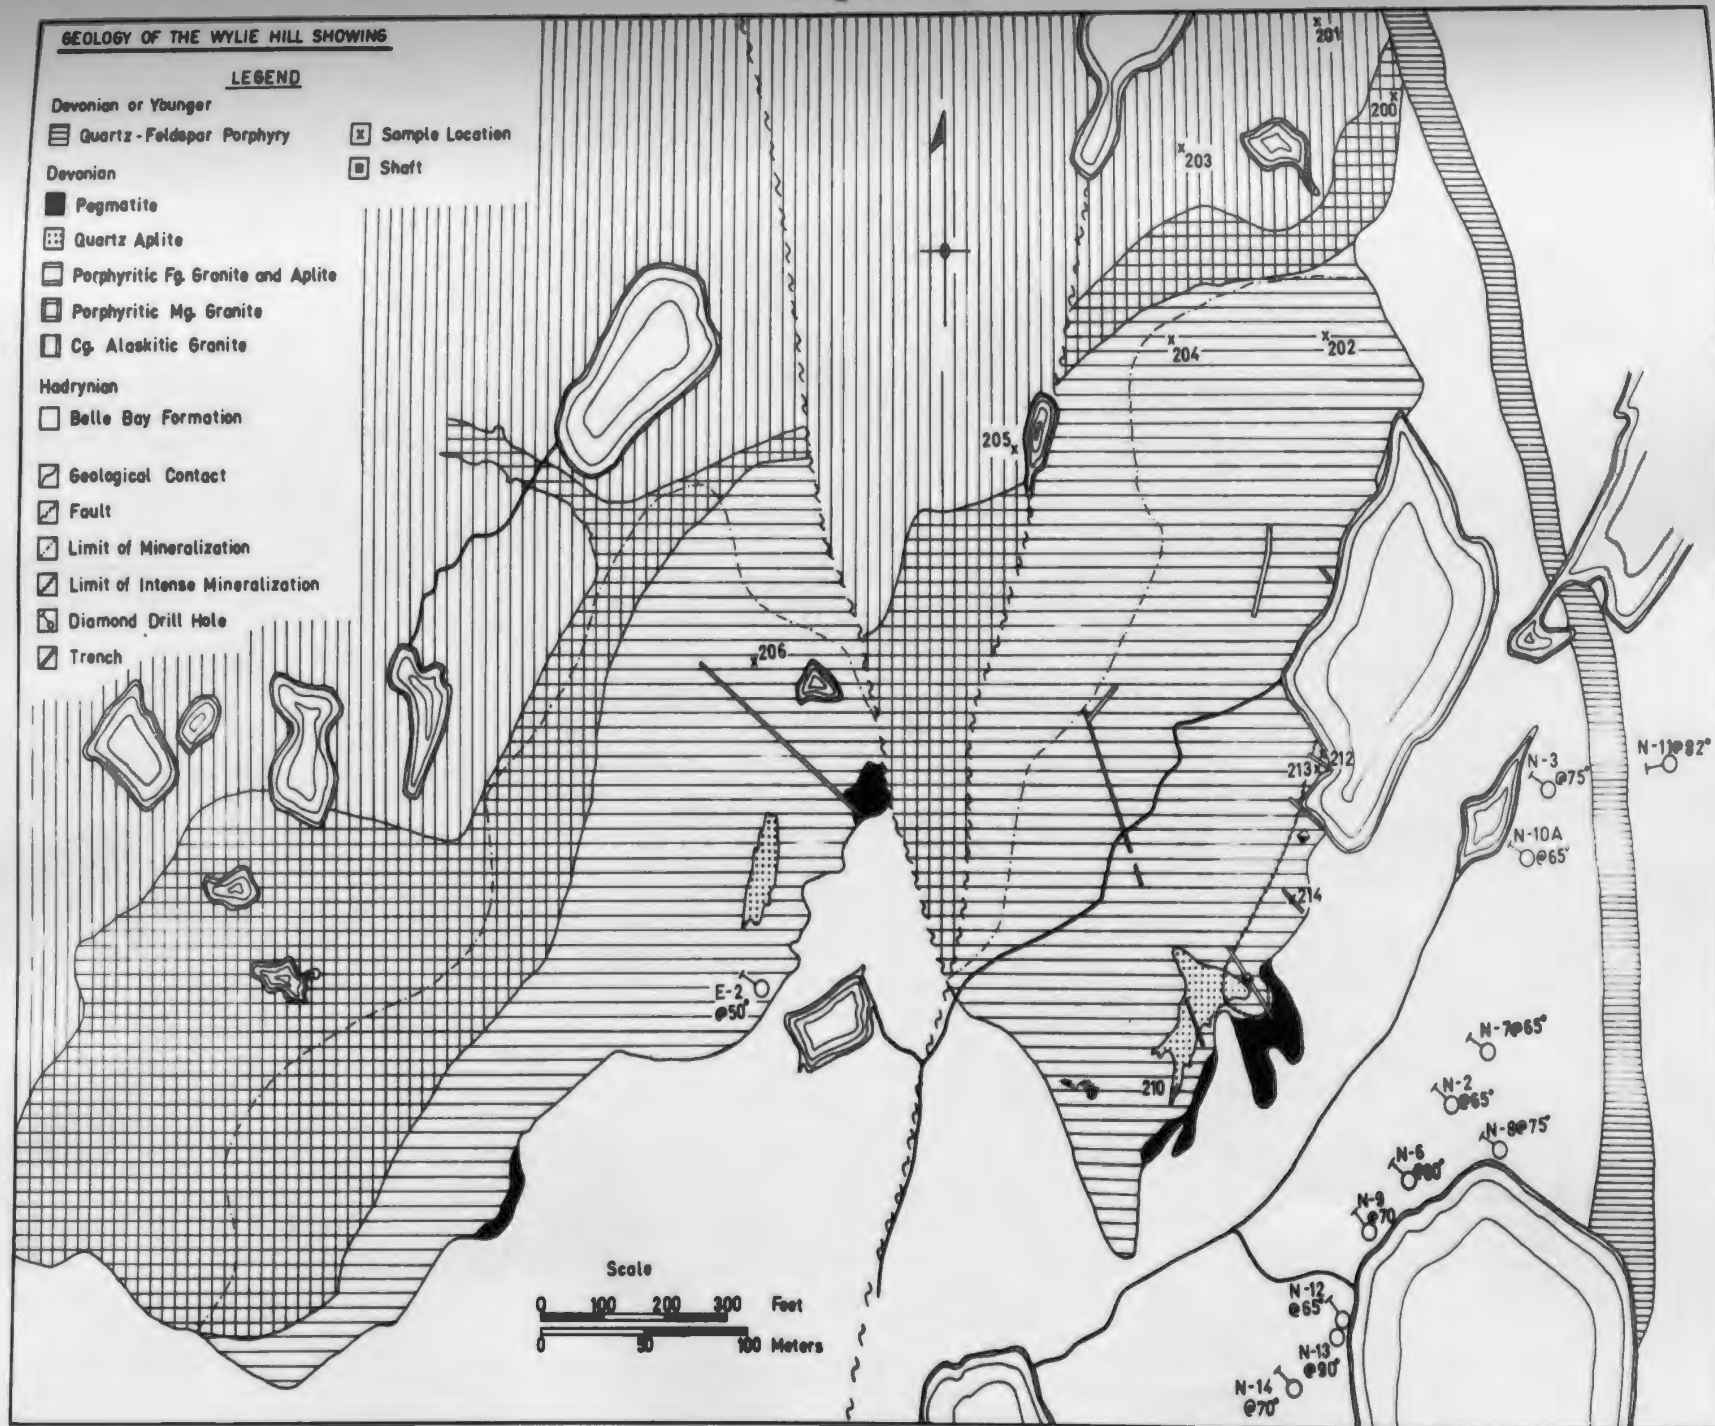 GEOLOGY OF THE WYLIE HILL SHOWING
LEGEND
Devonian or Younger
Quartz-Feldspar Porphyry
Devonian
Pegmatite
Quartz Aplite
Porphyritic Fg. Granite and Aplite
Porphyritic Mg. Granite
Cg. Alaskitic Granite
Hadrynian
Belle Bay Formation
Geological Contact
Fault
Limit of Mineralization
Limit of Intense Mineralization
Diamond Drill Hole
Trench
x Sample Location
Shaft
201
200
203
204
202
205
206
212
213
214
210
N-11@82°
N-3
@75°
N-10A
@65°
E-2
@50°
N-7@65°
N-2
@65°
N-8@75°
N-6
N-9
@70
N-12
@65°
N-13
@90°
N-14
@70°
Scale
0 100 200 300 Feet
0 50 100 Meters